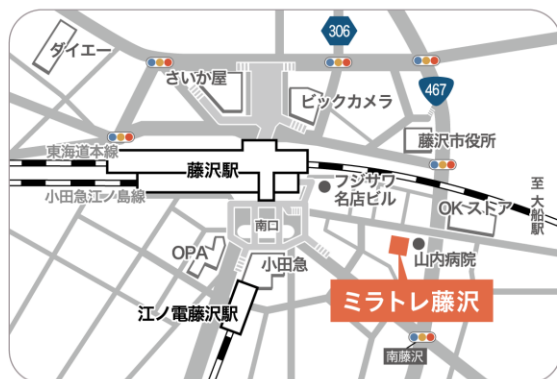 306
ダイエー
さいか屋
ビックカメラ
467
東海道本線
藤沢駅
藤沢市役所
小田急江ノ島線
フジサワ
名店ビル
OKストア
至 大船駅
南口
OPA
小田急
山内病院
江ノ電藤沢駅
ミラトレ藤沢
南藤沢